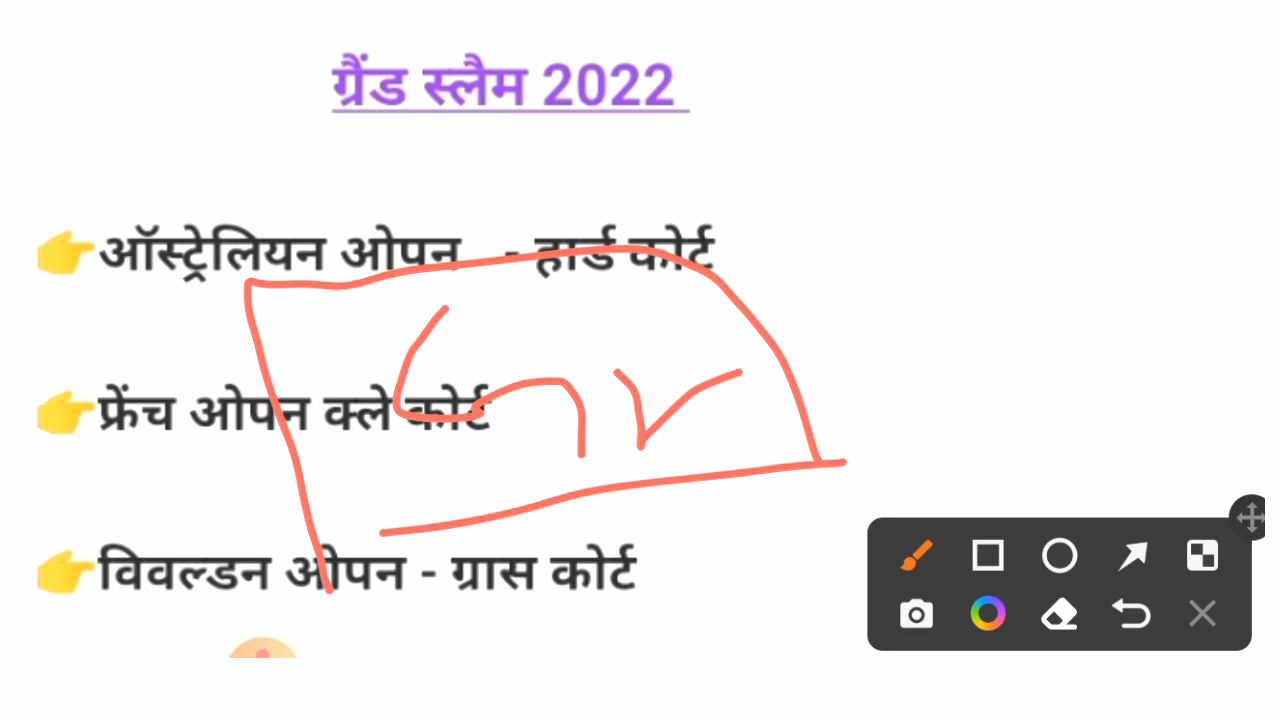 ग्रैंड स्लैम 2022
👉ऑस्ट्रेलियन ओपन - हार्ड कोर्ट
👉फ्रेंच ओपन क्ले कोर्ट
👉विवल्डन ओपन - ग्रास कोर्ट